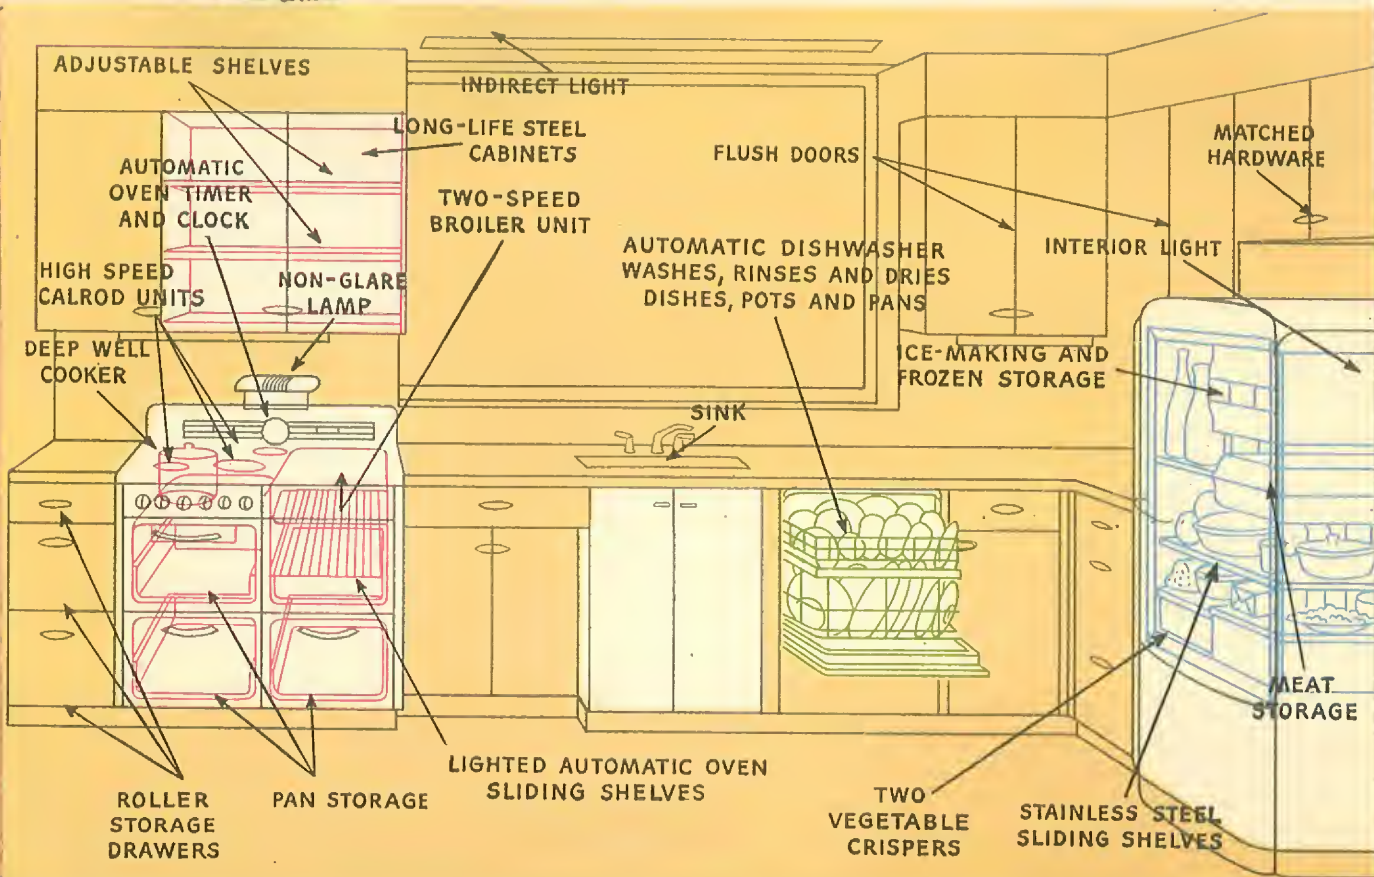 ADJUSTABLE SHELVES
INDIRECT LIGHT
LONG-LIFE STEEL
CABINETS
AUTOMATIC
OVEN TIMER
AND CLOCK
TWO-SPEED
BROILER UNIT
FLUSH DOORS
MATCHED
HARDWARE
AUTOMATIC DISHWASHER
WASHES, RINSES AND DRIES
DISHES, POTS AND PANS
INTERIOR LIGHT
HIGH SPEED
CALROD UNITS
NON-GLARE
LAMP
DEEP WELL
COOKER
ICE-MAKING AND
FROZEN STORAGE
SINK
MEAT
STORAGE
LIGHTED AUTOMATIC OVEN
SLIDING SHELVES
ROLLER
STORAGE
DRAWERS
PAN STORAGE
TWO
VEGETABLE
CRISPERS
STAINLESS STEEL
SLIDING SHELVES